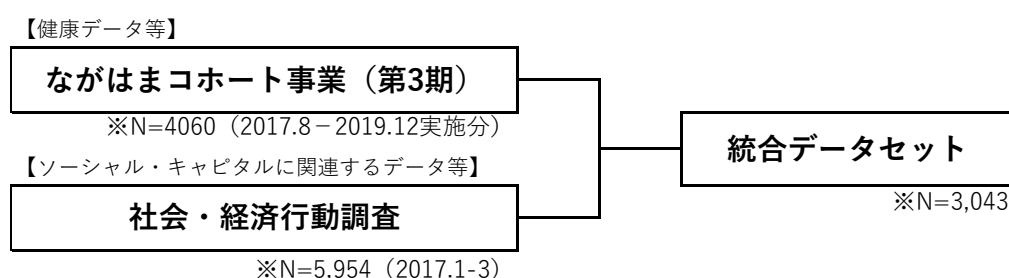 【健康データ等】
ながはまコホート事業（第3期）
※N=4060（2017.8－2019.12実施分）
【ソーシャル・キャピタルに関連するデータ等】
社会・経済行動調査
※N=5,954（2017.1-3）
統合データセット
※N=3,043